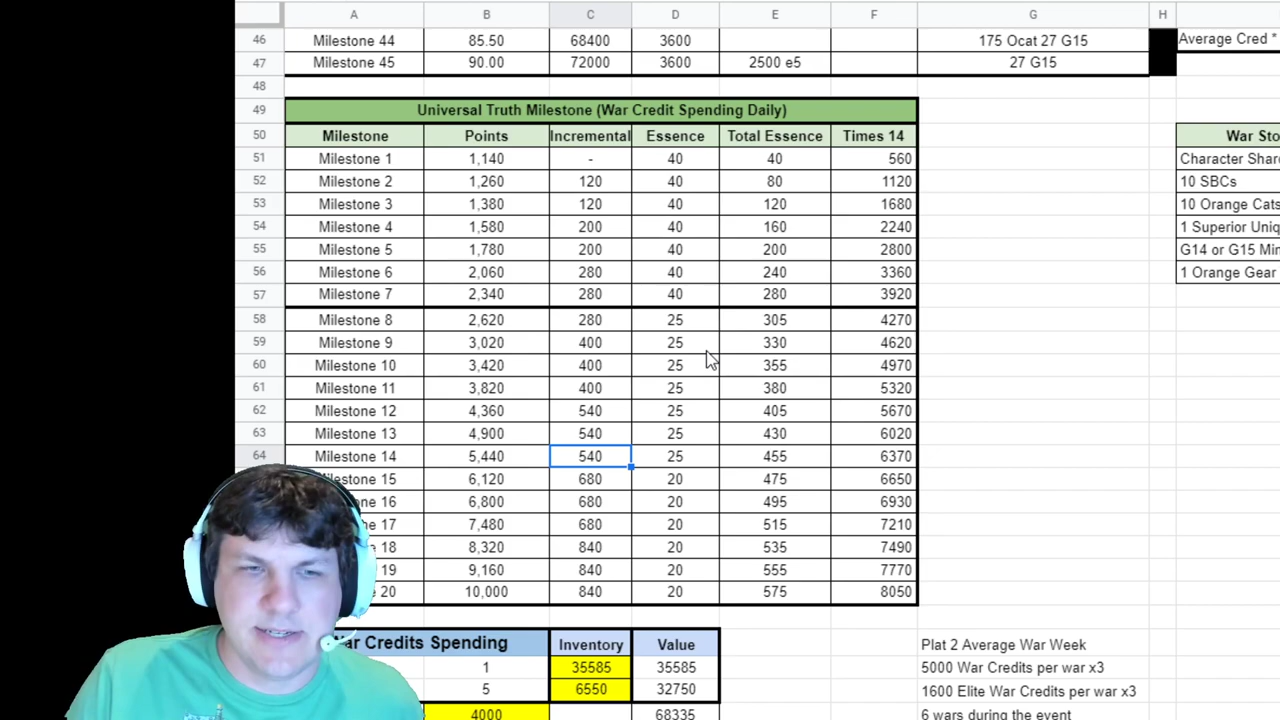 A B C D E F G H
46 Milestone 44 85.50 68400 3600 175 Ocat 27 G15 Average Cred *
47 Milestone 45 90.00 72000 3600 2500 e5 27 G15
48
49 Universal Truth Milestone (War Credit Spending Daily)
50 Milestone Points Incremental Essence Total Essence Times 14 War Sto
51 Milestone 1 1,140 - 40 40 560 Character Shar
52 Milestone 2 1,260 120 40 80 1120 10 SBCs
53 Milestone 3 1,380 120 40 120 1680 10 Orange Cats
54 Milestone 4 1,580 200 40 160 2240 1 Superior Uniq
55 Milestone 5 1,780 200 40 200 2800 G14 or G15 Min
56 Milestone 6 2,060 280 40 240 3360 1 Orange Gear
57 Milestone 7 2,340 280 40 280 3920
58 Milestone 8 2,620 280 25 305 4270
59 Milestone 9 3,020 400 25 330 4620
60 Milestone 10 3,420 400 25 355 4970
61 Milestone 11 3,820 400 25 380 5320
62 Milestone 12 4,360 540 25 405 5670
63 Milestone 13 4,900 540 25 430 6020
64 Milestone 14 5,440 540 25 455 6370
ilestone 15 6,120 680 20 475 6650
stone 16 6,800 680 20 495 6930
ne 17 7,480 680 20 515 7210
18 8,320 840 20 535 7490
19 9,160 840 20 555 7770
20 10,000 840 20 575 8050
War Credits Spending Inventory Value Plat 2 Average War Week
1 35585 35585 5000 War Credits per war x3
5 6550 32750 1600 Elite War Credits per war x3
4000 68335 6 wars during the event